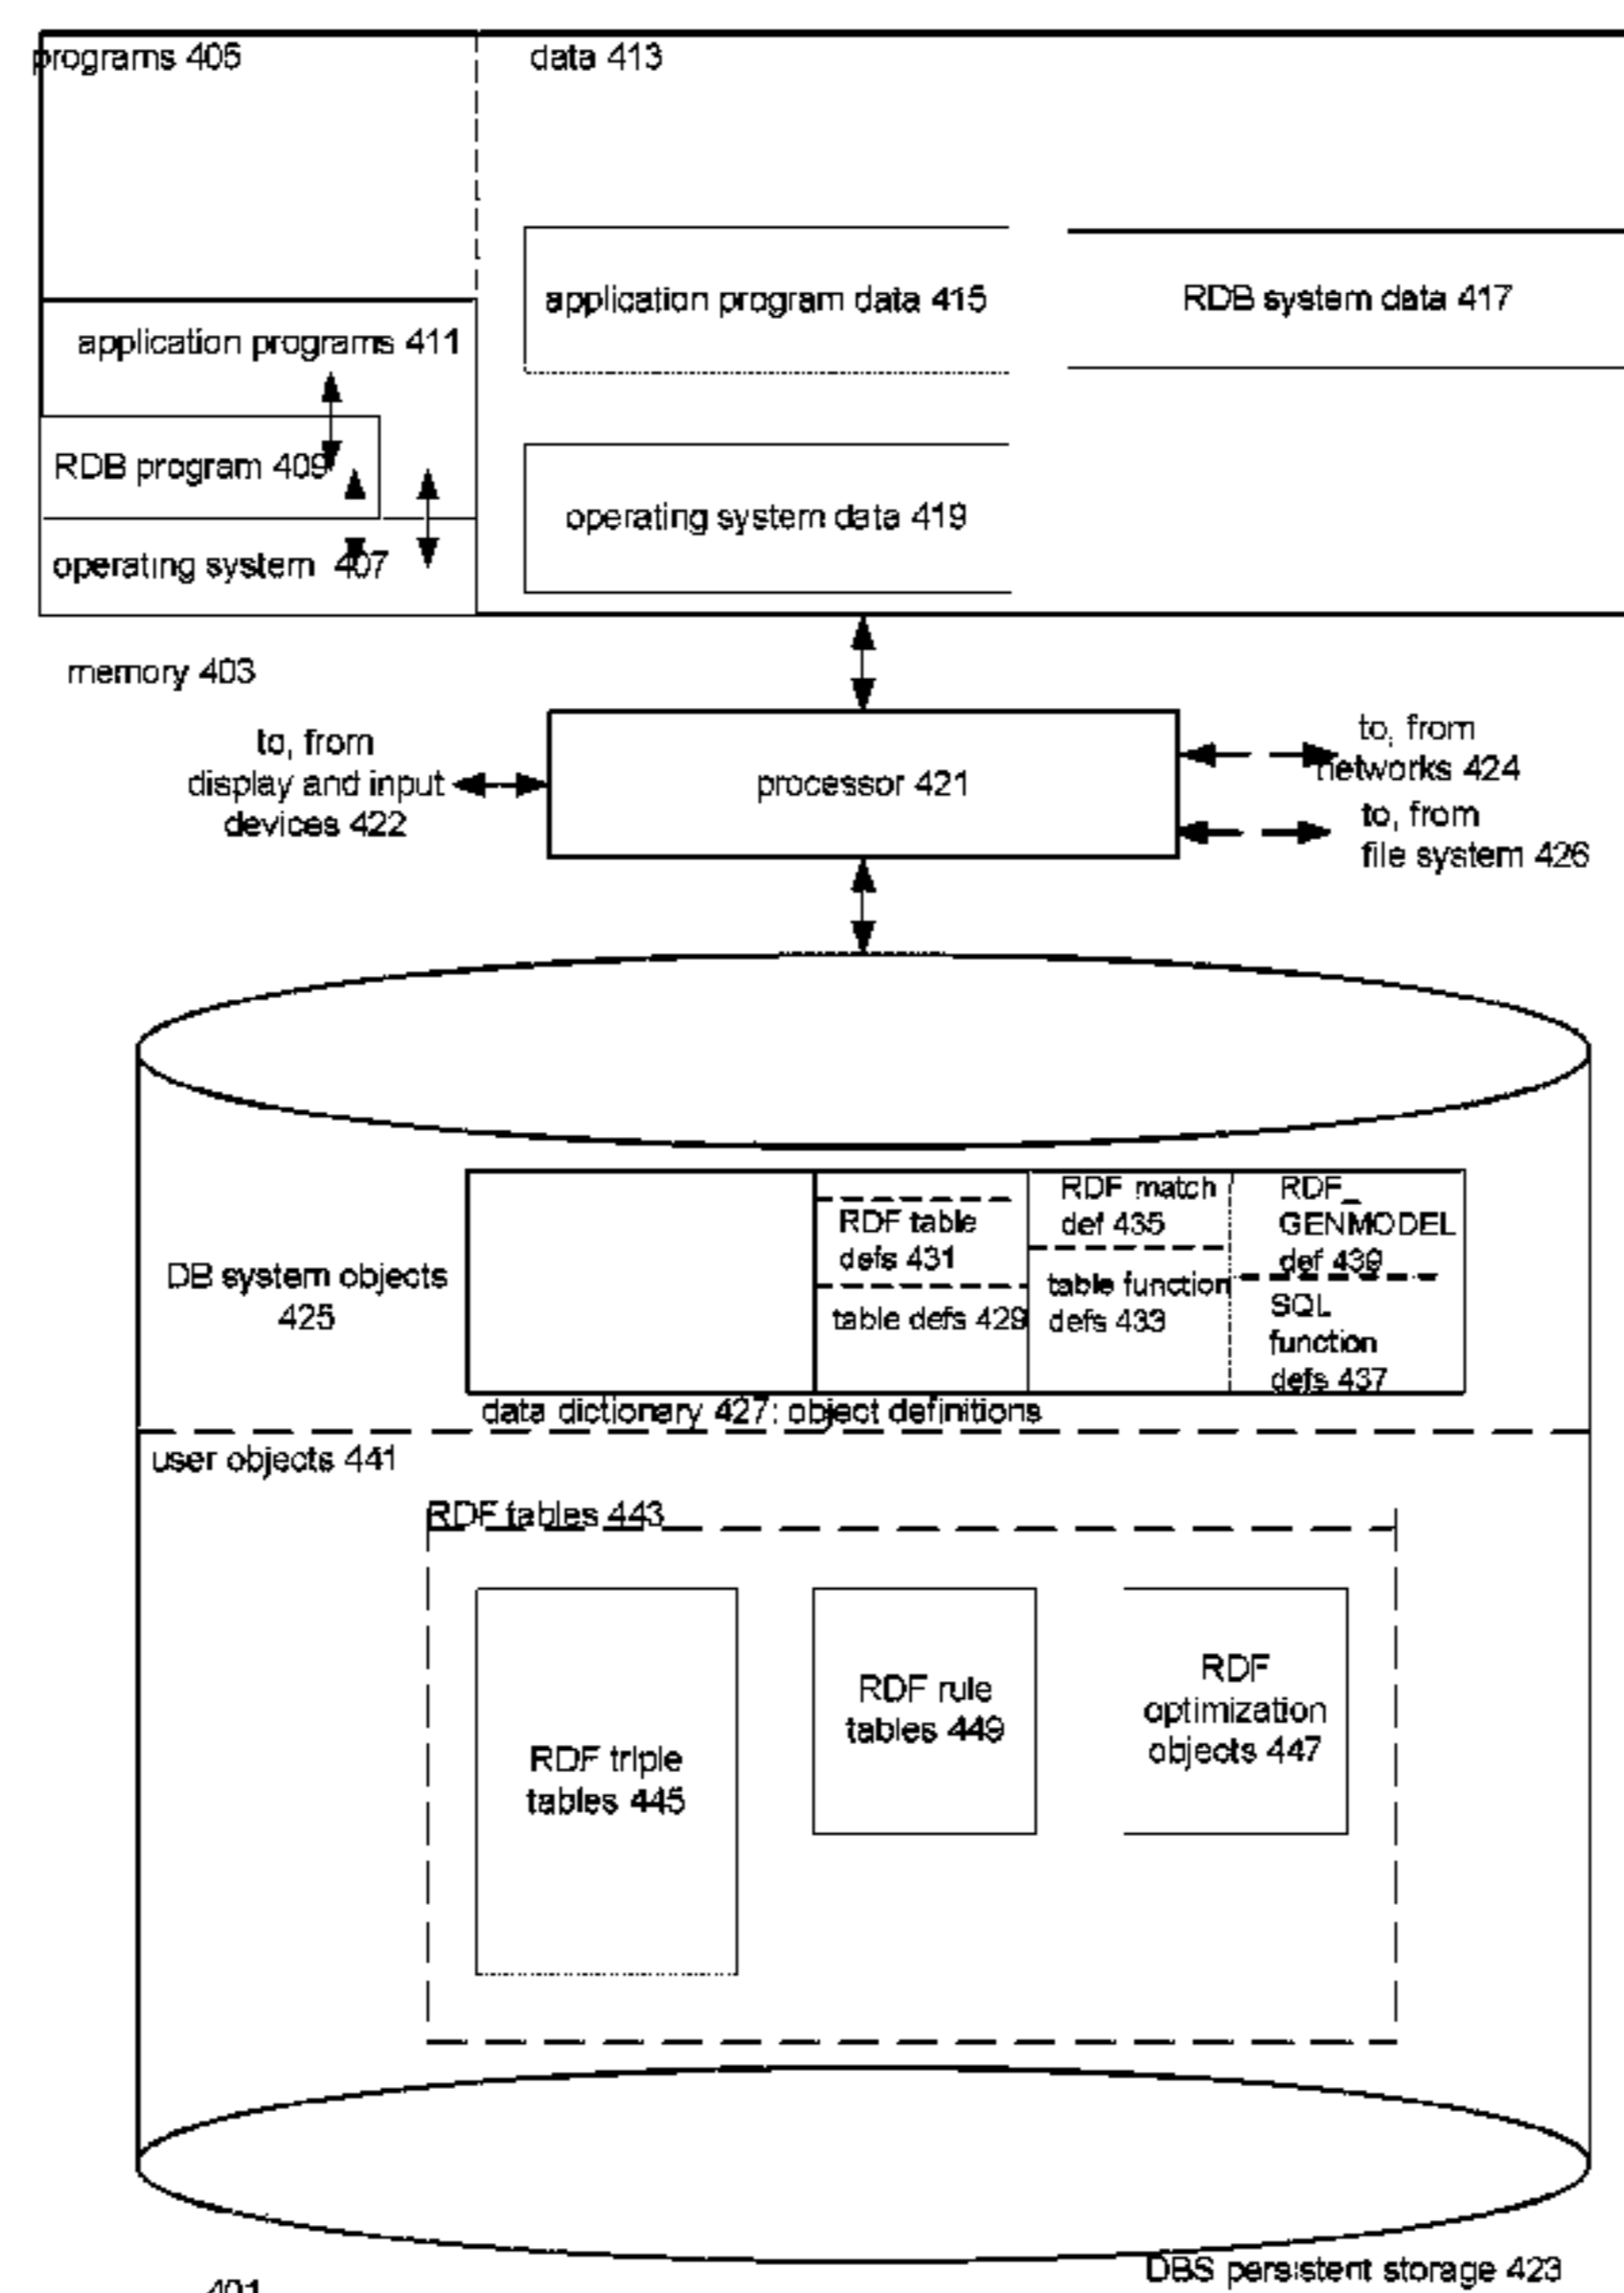 programs 405
data 413
application program data 415
RDB system data 417
application programs 411
RDB program 409
operating system data 419
operating system 407
memory 403
to, from
display and input
devices 422
processor 421
to, from
networks 424
to, from
file system 426
DB system objects
425
RDF table
defs 431
table defs 429
RDF match
def 435
table function
defs 433
RDF_
GENMODEL
def 439
SQL
function
defs 437
data dictionary 427: object definitions
user objects 441
RDF tables 443
RDF triple
tables 445
RDF rule
tables 449
RDF
optimization
objects 447
DBS persistent storage 423
401